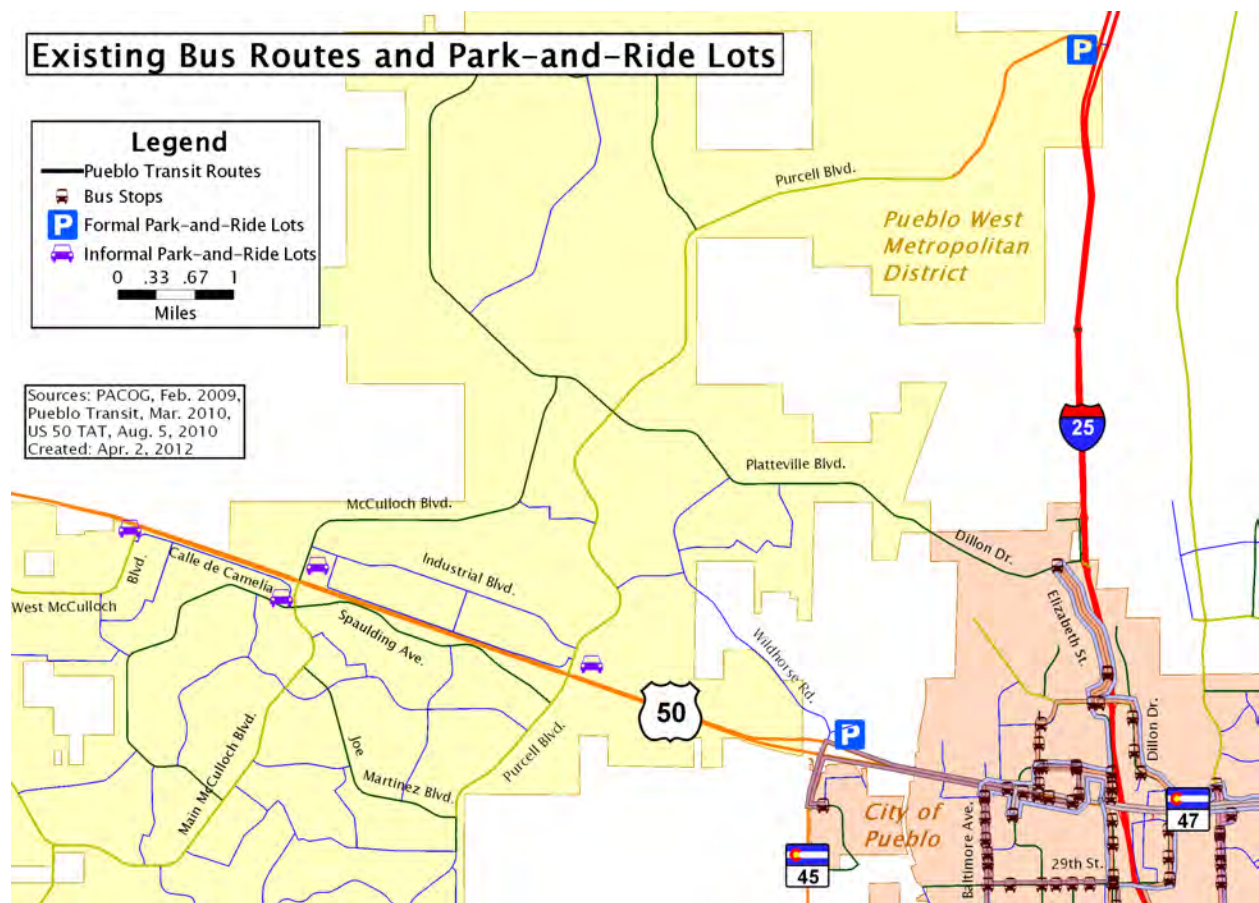 Existing Bus Routes and Park-and-Ride Lots
Legend
Pueblo Transit Routes
Bus Stops
P Formal Park-and-Ride Lots
Informal Park-and-Ride Lots
0 .33 .67 1
Miles
Sources: PACOG, Feb. 2009,
Pueblo Transit, Mar. 2010,
US 50 TAT, Aug. 5, 2010
Created: Apr. 2, 2012
P
Purcell Blvd.
Pueblo West
Metropolitan
District
25
Platteville Blvd.
McCulloch Blvd.
Dillon Dr.
Calle de Camelia
Industrial Blvd.
Blvd.
West McCulloch
Elizabeth St.
Spaulding Ave.
Wildhorse Rd.
50
P
Dillon Dr.
Main McCulloch Blvd.
Joe
Martinez Blvd.
Purcell Blvd.
City of
Pueblo
Baltimore Ave.
47
45
29th St.